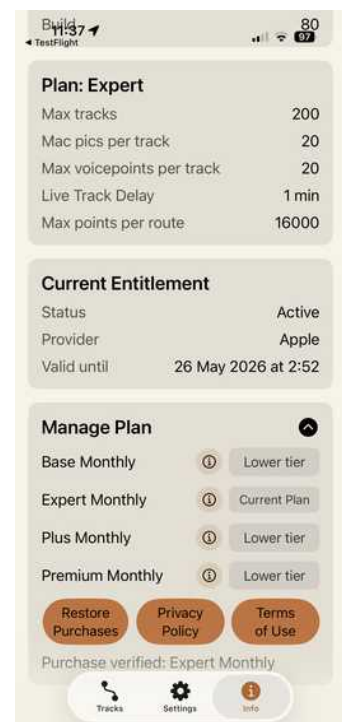 Build 80
11:37
97
TestFlight
Plan: Expert
Max tracks 200
Mac pics per track 20
Max voicepoints per track 20
Live Track Delay 1 min
Max points per route 16000
Current Entitlement
Status Active
Provider Apple
Valid until 26 May 2026 at 2:52
Manage Plan
Base Monthly Lower tier
Expert Monthly Current Plan
Plus Monthly Lower tier
Premium Monthly Lower tier
Restore Purchases
Privacy Policy
Terms of Use
Purchase verified: Expert Monthly
Tracks Settings Info